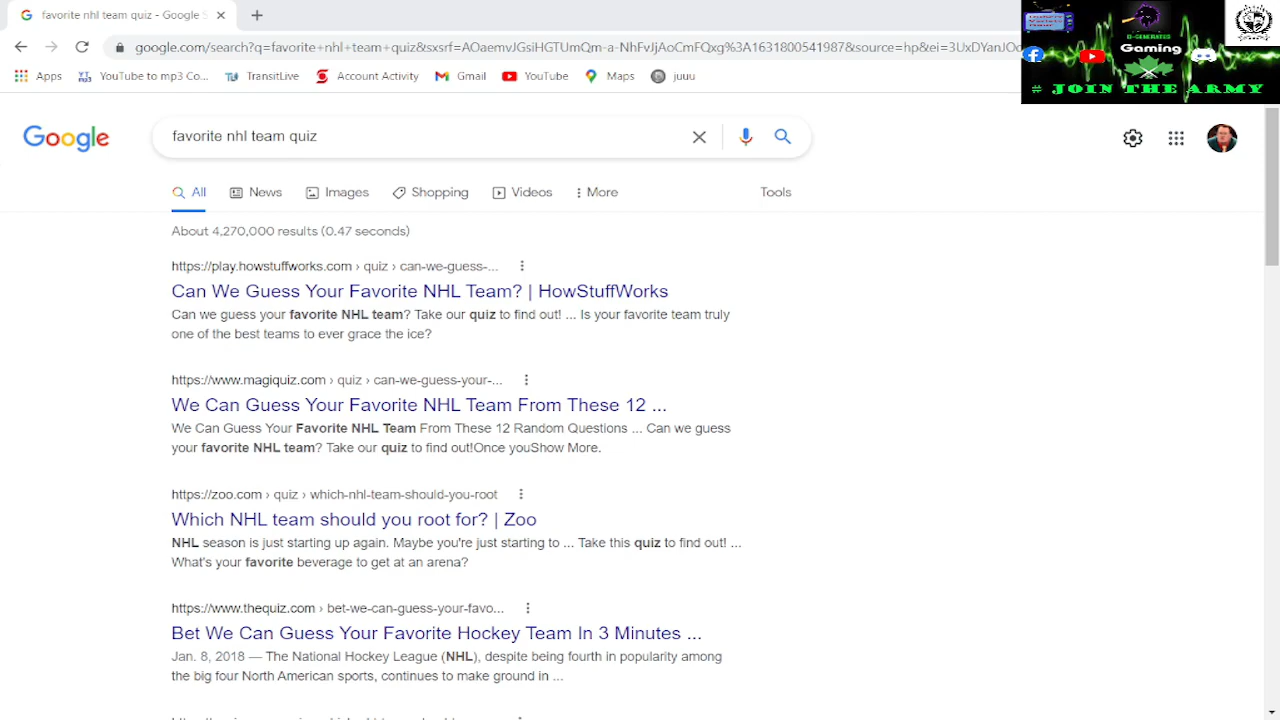 favorite nhl team quiz - Google S
google.com/search?q=favorite+nhl+team+quiz&sxsrf=AOaemvJGsiHGTUmQm-a-NhFvJjAoCmFQxg%3A1631800541987&source=hp&ei=3UxDYanJO
Apps
YouTube to mp3 Co...
TransitLive
Account Activity
Gmail
YouTube
Maps
juuu
Gaming
# JOIN THE ARMY
Google
favorite nhl team quiz
All
News
Images
Shopping
Videos
More
Tools
About 4,270,000 results (0.47 seconds)
https://play.howstuffworks.com › quiz › can-we-guess-...
Can We Guess Your Favorite NHL Team? | HowStuffWorks
Can we guess your favorite NHL team? Take our quiz to find out! ... Is your favorite team truly
one of the best teams to ever grace the ice?
https://www.magiquiz.com › quiz › can-we-guess-your-...
We Can Guess Your Favorite NHL Team From These 12 ...
We Can Guess Your Favorite NHL Team From These 12 Random Questions ... Can we guess
your favorite NHL team? Take our quiz to find out!Once youShow More.
https://zoo.com › quiz › which-nhl-team-should-you-root
Which NHL team should you root for? | Zoo
NHL season is just starting up again. Maybe you're just starting to ... Take this quiz to find out! ...
What's your favorite beverage to get at an arena?
https://www.thequiz.com › bet-we-can-guess-your-favo...
Bet We Can Guess Your Favorite Hockey Team In 3 Minutes ...
Jan. 8, 2018 — The National Hockey League (NHL), despite being fourth in popularity among
the big four North American sports, continues to make ground in ...